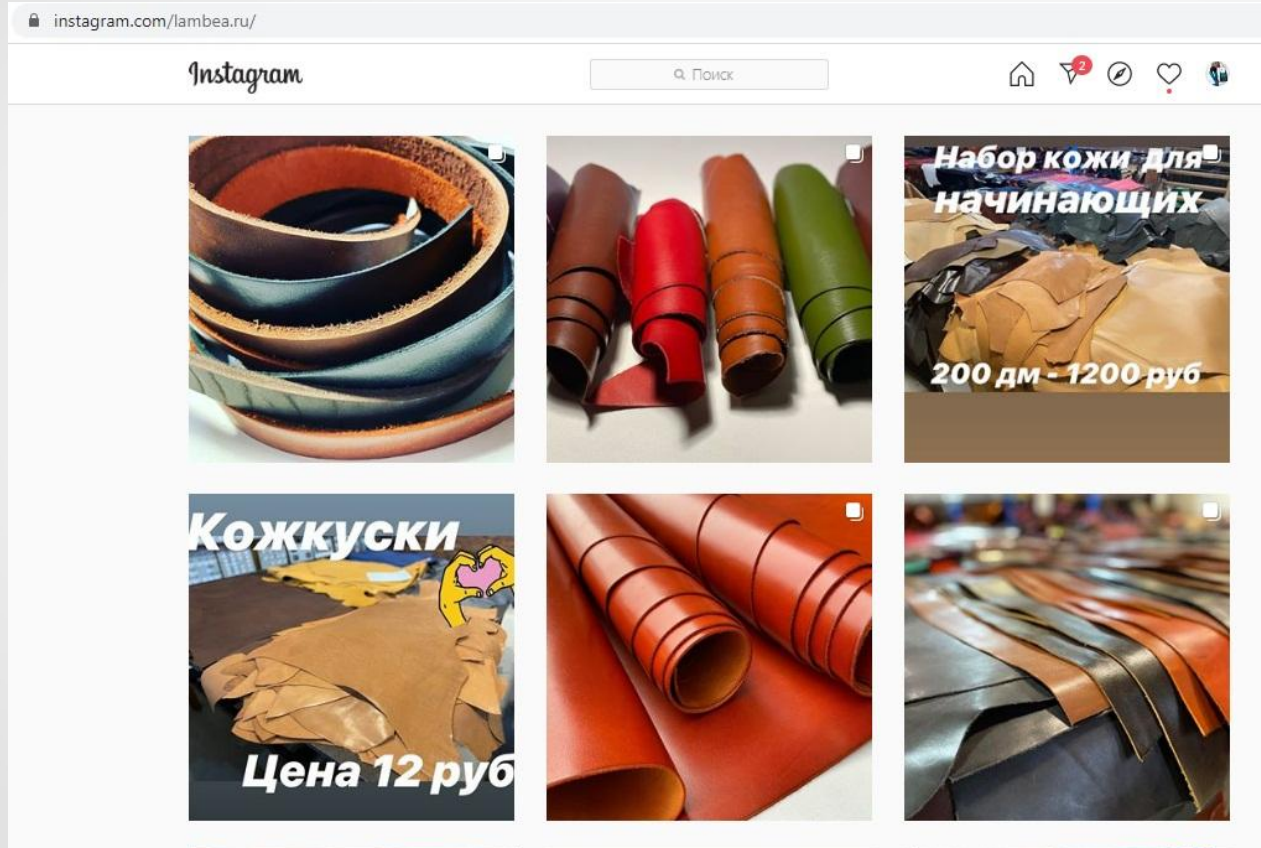 instagram.com/lambea.ru/
Instagram
Поиск
2
Набор кожи для
начинающих
200 дм - 1200 руб
Кожкуски
Цена 12 руб